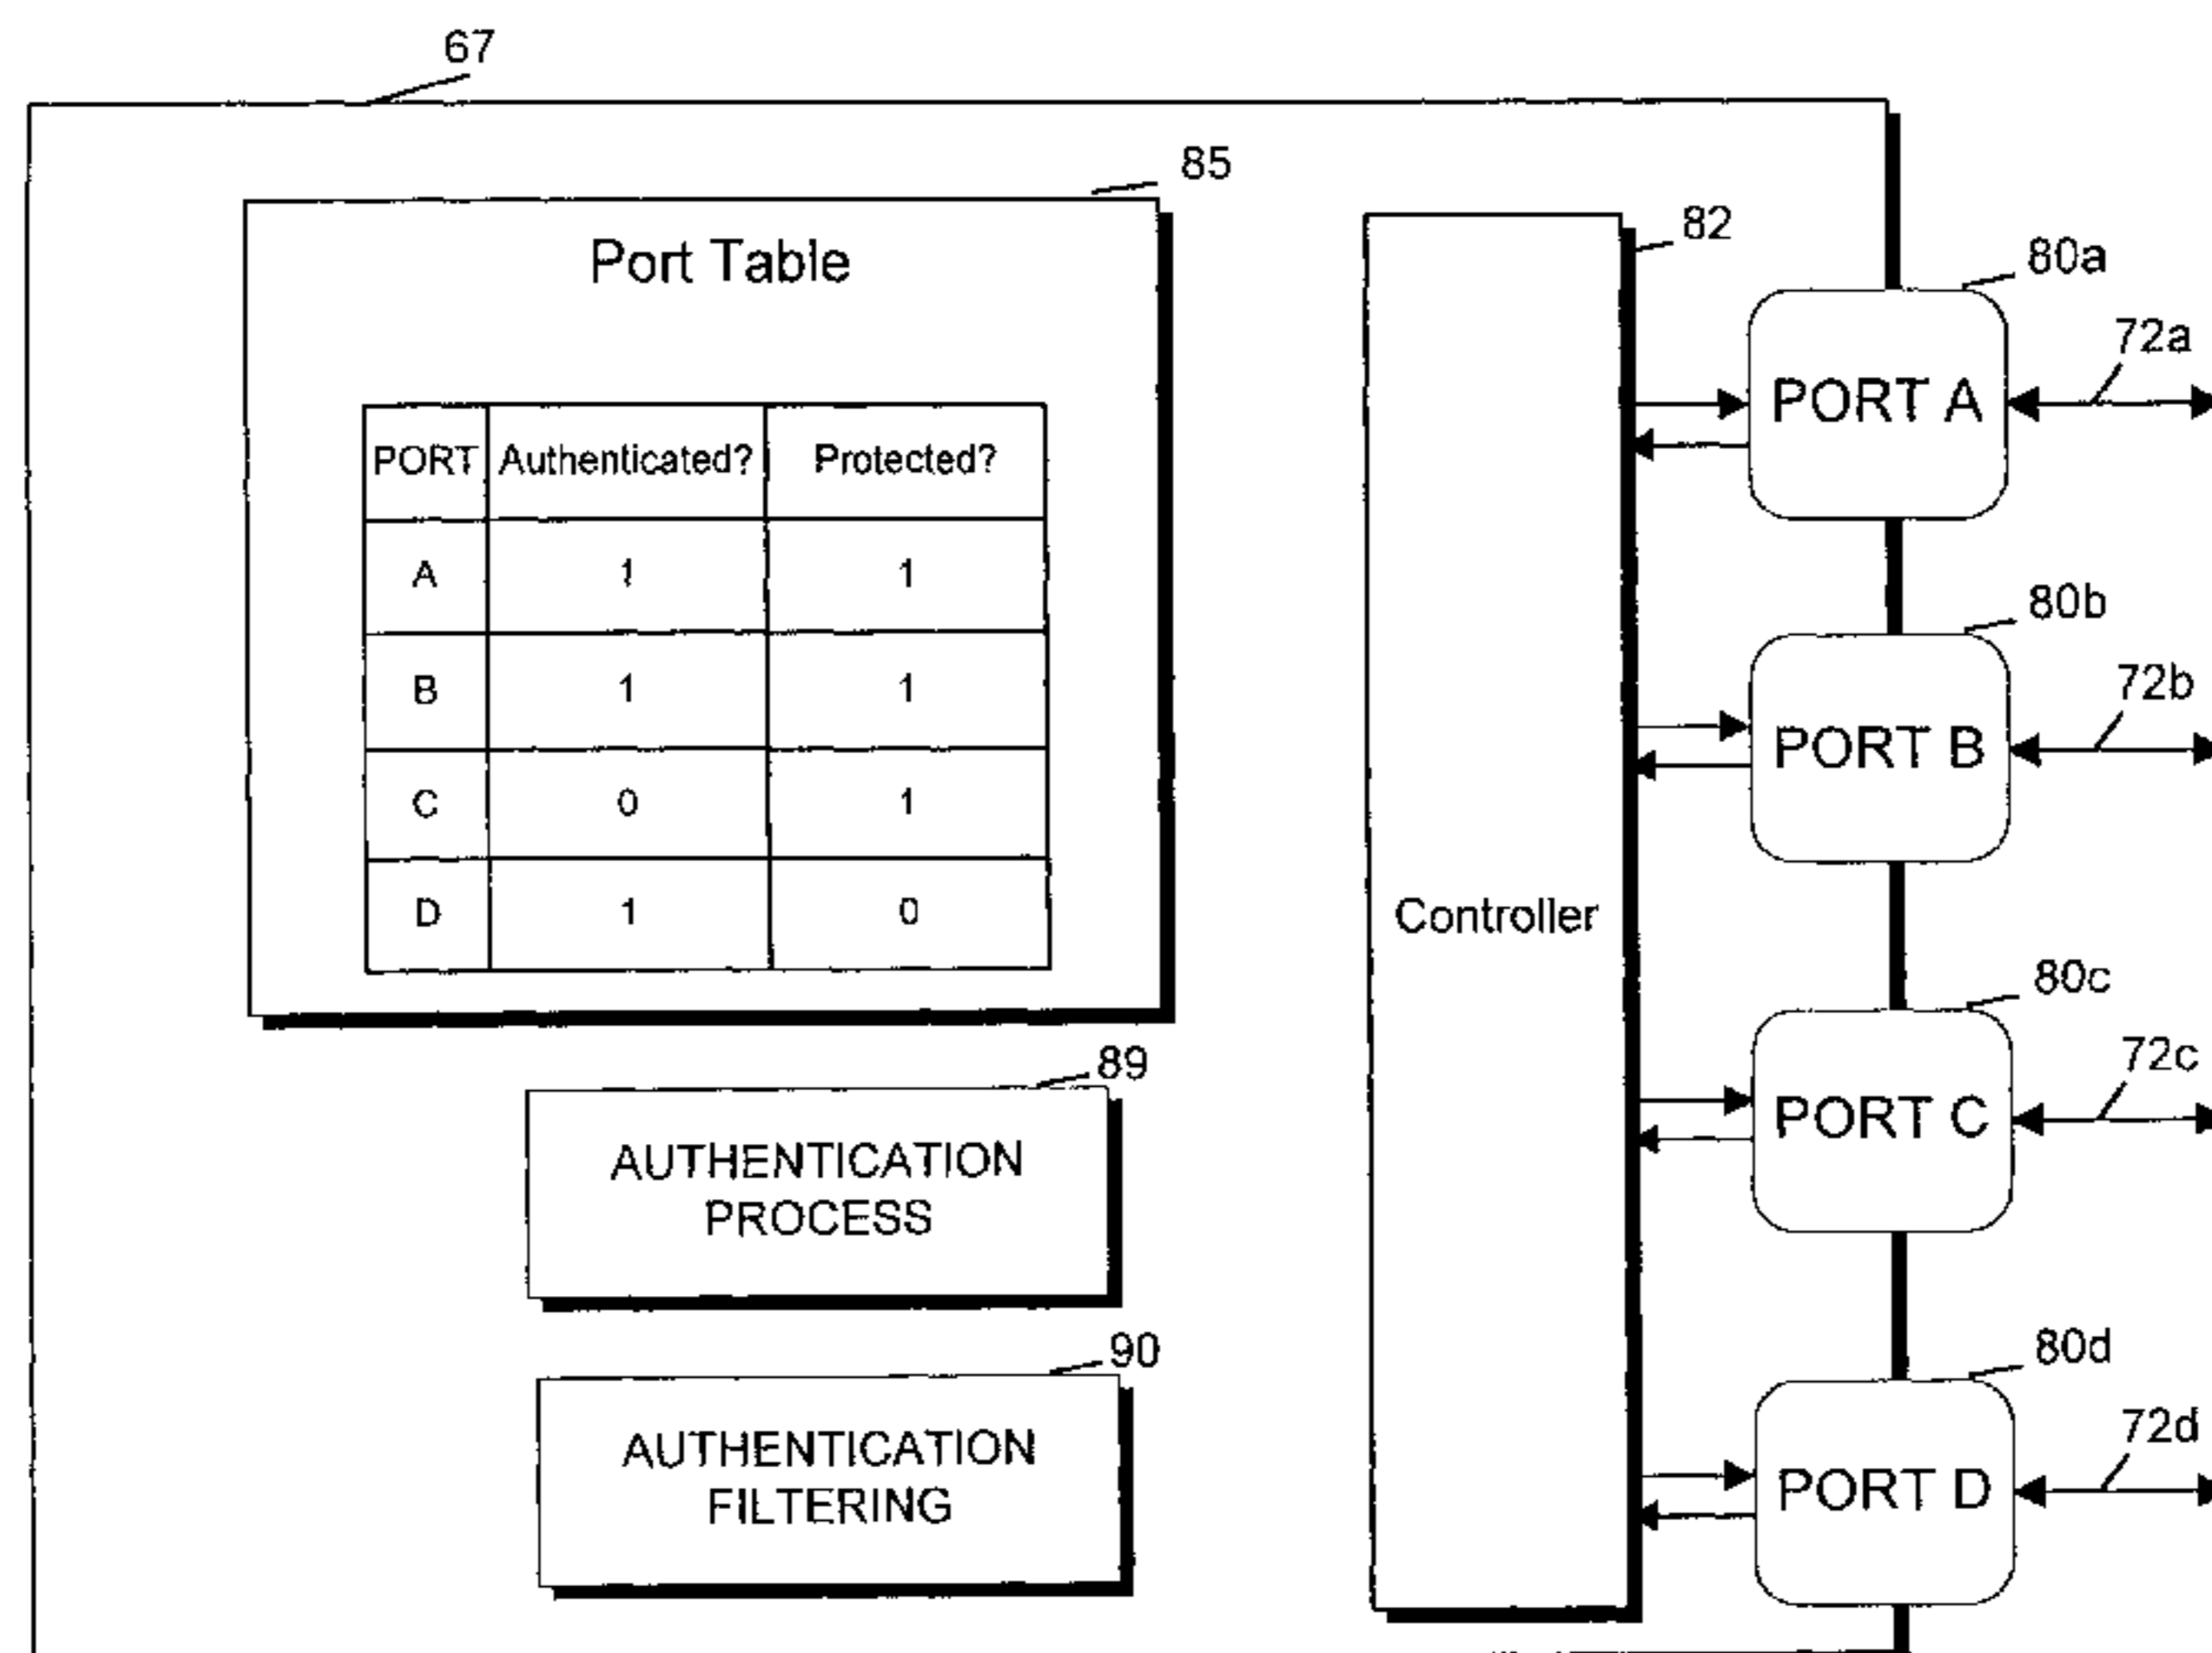 67
85
Port Table
PORT Authenticated? Protected?
A 1 1
B 1 1
C 0 1
D 1 0
89
AUTHENTICATION
PROCESS
90
AUTHENTICATION
FILTERING
82
Controller
80a
PORT A
72a
80b
PORT B
72b
80c
PORT C
72c
80d
PORT D
72d